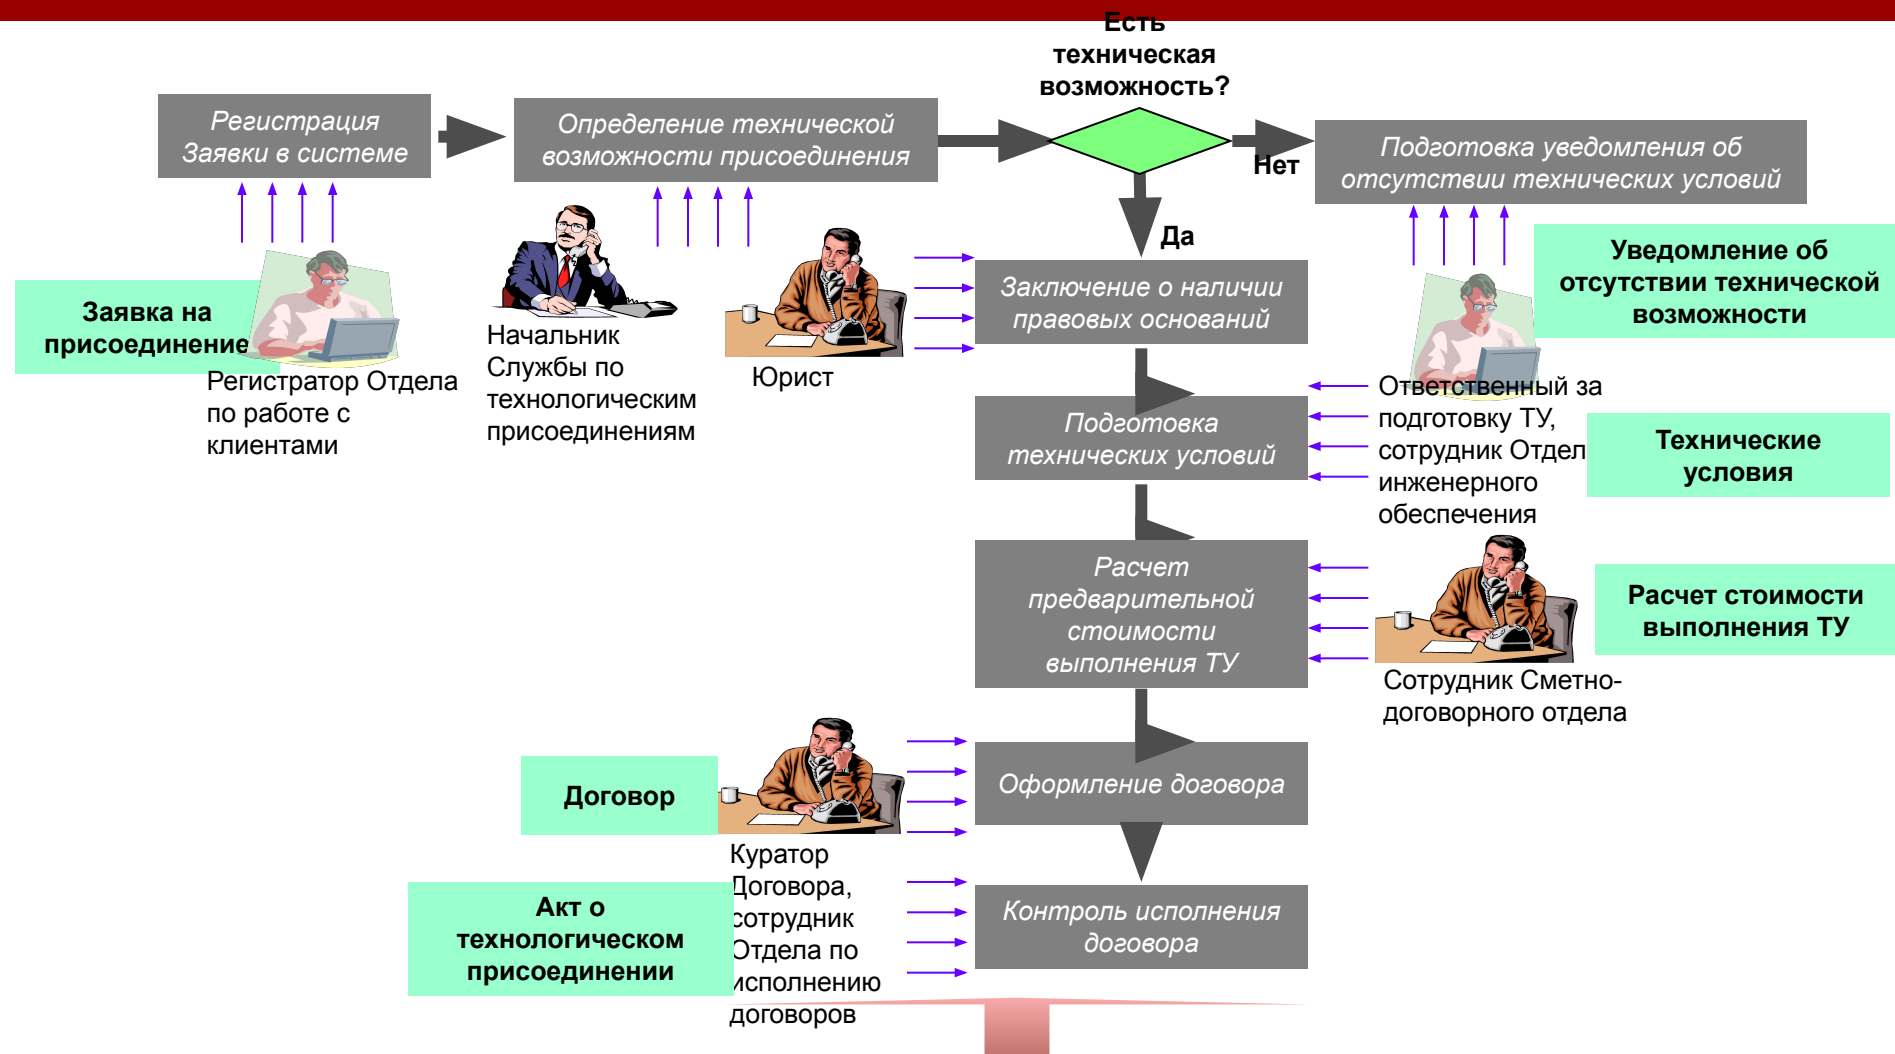 Есть
техническая
возможность?
Регистрация
Заявки в системе
Определение технической
возможности присоединения
Нет
Подготовка уведомления об
отсутствии технических условий
Да
Заявка на
присоединение
Регистратор Отдела
по работе с
клиентами
Начальник
Службы по
технологическим
присоединениям
Юрист
Заключение о наличии
правовых оснований
Уведомление об
отсутствии технической
возможности
Подготовка
технических условий
Ответственный за
подготовку ТУ,
сотрудник Отдел
инженерного
обеспечения
Технические
условия
Расчет
предварительной
стоимости
выполнения ТУ
Сотрудник Сметно-
договорного отдела
Расчет стоимости
выполнения ТУ
Договор
Куратор
Договора,
сотрудник
Отдела по
исполнению
договоров
Оформление договора
Акт о
технологическом
присоединении
Контроль исполнения
договора